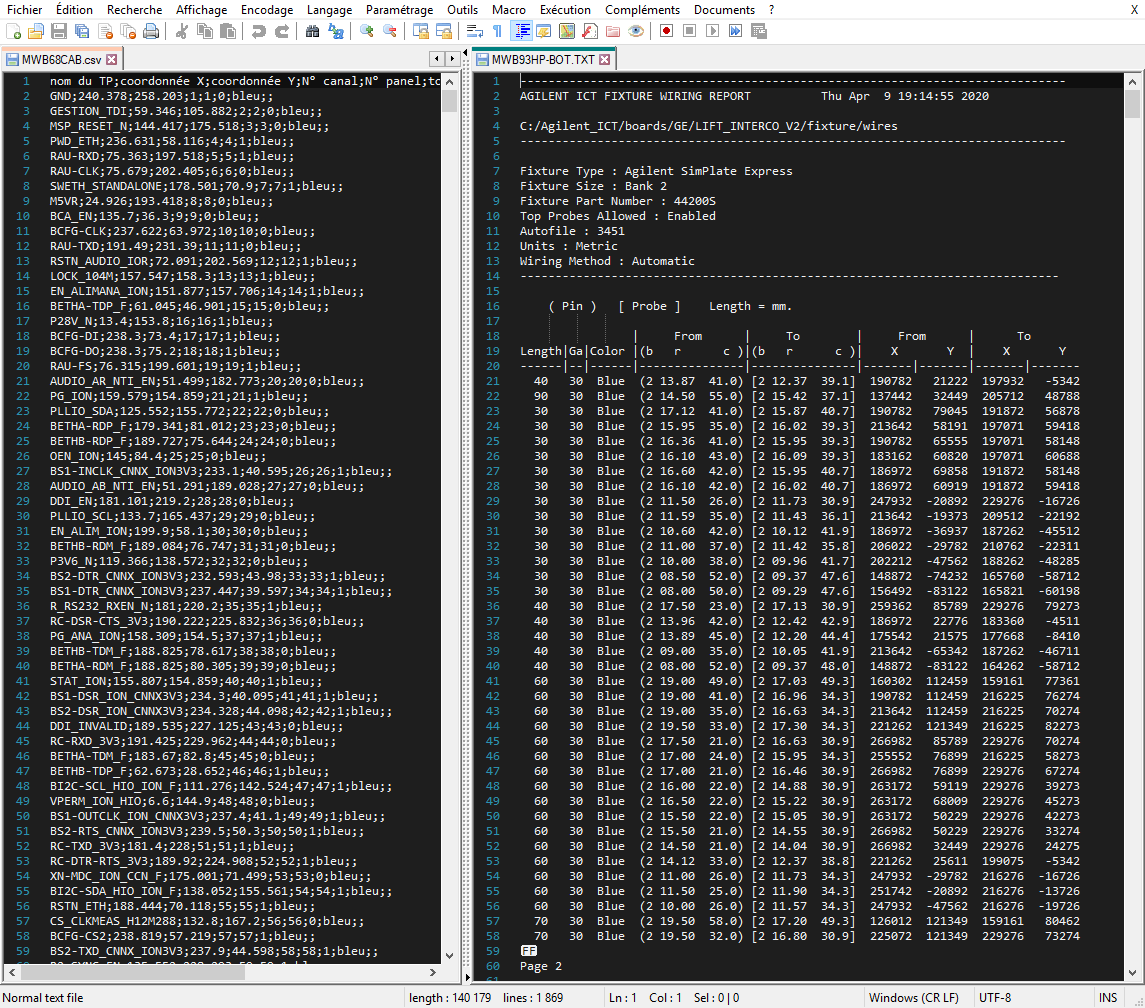 Fichier Édition Recherche Affichage Encodage Langage Paramétrage Outils Macro Exécution Compléments Documents ? X
MWB68CAB.csv
1 nom du TP;coordonnée X;coordonnée Y;N° canal;N° panel;tc
2 GND;240.378;258.203;1;1;0;bleu;;
3 GESTION_TDI;59.346;105.882;2;2;0;bleu;;
4 MSP_RESET_N;144.417;175.518;3;3;0;bleu;;
5 PWD_ETH;236.631;58.116;4;4;1;bleu;;
6 RAU-RXD;75.363;197.518;5;5;1;bleu;;
7 RAU-CLK;75.679;202.405;6;6;0;bleu;;
8 SWETH_STANDALONE;178.501;70.9;7;7;1;bleu;;
9 M5VR;24.926;193.418;8;8;0;bleu;;
10 BCA_EN;135.7;36.3;9;9;0;bleu;;
11 BCFG-CLK;237.622;63.972;10;10;0;bleu;;
12 RAU-TXD;191.49;231.39;11;11;0;bleu;;
13 RSTN_AUDIO_IOR;72.091;202.569;12;12;1;bleu;;
14 LOCK_104M;157.547;158.3;13;13;1;bleu;;
15 EN_ALIMANA_ION;151.877;157.706;14;14;1;bleu;;
16 BETHA-TDP_F;61.045;46.901;15;15;0;bleu;;
17 P28V_N;13.4;153.8;16;16;1;bleu;;
18 BCFG-DI;238.3;73.4;17;17;1;bleu;;
19 BCFG-DO;238.3;75.2;18;18;1;bleu;;
20 RAU-FS;76.315;199.601;19;19;1;bleu;;
21 AUDIO_AR_NTI_EN;51.499;182.773;20;20;0;bleu;;
22 PG_ION;159.579;154.859;21;21;1;bleu;;
23 PLLIO_SDA;125.552;155.772;22;22;0;bleu;;
24 BETHA-RDP_F;179.341;81.012;23;23;0;bleu;;
25 BETHB-RDP_F;189.727;75.644;24;24;0;bleu;;
26 OEN_ION;145;84.4;25;25;0;bleu;;
27 BS1-INCLK_CNNX_ION3V3;233.1;40.595;26;26;1;bleu;;
28 AUDIO_AB_NTI_EN;51.291;189.028;27;27;0;bleu;;
29 DDI_EN;181.101;219.2;28;28;0;bleu;;
30 PLLIO_SCL;133.7;165.437;29;29;0;bleu;;
31 EN_ALIM_ION;199.9;58.1;30;30;0;bleu;;
32 BETHB-RDM_F;189.084;76.747;31;31;0;bleu;;
33 P3V6_N;119.366;138.572;32;32;0;bleu;;
34 BS2-DTR_CNNX_ION3V3;232.593;43.98;33;33;1;bleu;;
35 BS1-DTR_CNNX_ION3V3;237.447;39.597;34;34;1;bleu;;
36 R_RS232_RXEN_N;181;220.2;35;35;1;bleu;;
37 RC-DSR-CTS_3V3;190.222;225.832;36;36;0;bleu;;
38 PG_ANA_ION;158.309;154.5;37;37;1;bleu;;
39 BETHB-TDM_F;188.825;78.617;38;38;0;bleu;;
40 BETHA-RDM_F;188.825;80.305;39;39;0;bleu;;
41 STAT_ION;155.807;154.859;40;40;1;bleu;;
42 BS1-DSR_ION_CNNX3V3;234.3;40.095;41;41;1;bleu;;
43 BS2-DSR_ION_CNNX3V3;234.328;44.098;42;42;1;bleu;;
44 DDI_INVALID;189.535;227.125;43;43;0;bleu;;
45 RC-RXD_3V3;191.425;229.962;44;44;0;bleu;;
46 BETHA-TDM_F;183.67;82.8;45;45;0;bleu;;
47 BETHB-TDP_F;62.673;28.652;46;46;1;bleu;;
48 BI2C-SCL_HIO_ION_F;111.276;142.524;47;47;1;bleu;;
49 VPERM_ION_HIO;6.6;144.9;48;48;0;bleu;;
50 BS1-OUTCLK_ION_CNNX3V3;237.4;41.1;49;49;1;bleu;;
51 BS2-RTS_CNNX_ION3V3;239.5;50.3;50;50;1;bleu;;
52 RC-TXD_3V3;181.4;228;51;51;1;bleu;;
53 RC-DTR-RTS_3V3;189.92;224.908;52;52;1;bleu;;
54 XN-MDC_ION_CCN_F;175.001;71.499;53;53;0;bleu;;
55 BI2C-SDA_HIO_ION_F;138.052;155.561;54;54;1;bleu;;
56 RSTN_ETH;188.444;70.118;55;55;1;bleu;;
57 CS_CLKMEAS_H12M288;132.8;167.2;56;56;0;bleu;;
58 BCFG-CS2;238.819;57.219;57;57;1;bleu;;
59 BS2-TXD_CNNX_ION3V3;237.9;44.598;58;58;1;bleu;;
MWB93HP-BOT.TXT
1 ----------------------------------------------------------------------------
2 AGILENT ICT FIXTURE WIRING REPORT Thu Apr 9 19:14:55 2020
3
4 C:/Agilent_ICT/boards/GE/LIFT_INTERCO_V2/fixture/wires
5 ----------------------------------------------------------------------------
6
7 Fixture Type : Agilent SimPlate Express
8 Fixture Size : Bank 2
9 Fixture Part Number : 44200S
10 Top Probes Allowed : Enabled
11 Autofile : 3451
12 Units : Metric
13 Wiring Method : Automatic
14 ---------------------------------------------------------------------------
15
16 ( Pin ) [ Probe ] Length = mm.
17
18 | From | To | From | To
19 Length|Ga|Color |(b r c )|(b r c )| X Y | X Y
20 ------|--|------|---------------|---------------|-------|-------|-------|-------
21 40 30 Blue (2 13.87 41.0) [2 12.37 39.1] 190782 21222 197932 -5342
22 90 30 Blue (2 14.50 55.0) [2 15.42 37.1] 137442 32449 205712 48788
23 30 30 Blue (2 17.12 41.0) [2 15.87 40.7] 190782 79045 191872 56878
24 30 30 Blue (2 15.95 35.0) [2 16.02 39.3] 213642 58191 197071 59418
25 30 30 Blue (2 16.36 41.0) [2 15.95 39.3] 190782 65555 197071 58148
26 30 30 Blue (2 16.10 43.0) [2 16.09 39.3] 183162 60820 197071 60688
27 30 30 Blue (2 16.60 42.0) [2 15.95 40.7] 186972 69858 191872 58148
28 30 30 Blue (2 16.10 42.0) [2 16.02 40.7] 186972 60919 191872 59418
29 30 30 Blue (2 11.50 26.0) [2 11.73 30.9] 247932 -20892 229276 -16726
30 30 30 Blue (2 11.59 35.0) [2 11.43 36.1] 213642 -19373 209512 -22192
31 30 30 Blue (2 10.60 42.0) [2 10.12 41.9] 186972 -36937 187262 -45512
32 30 30 Blue (2 11.00 37.0) [2 11.42 35.8] 206022 -29782 210762 -22311
33 30 30 Blue (2 10.00 38.0) [2 09.96 41.7] 202212 -47562 188262 -48285
34 30 30 Blue (2 08.50 52.0) [2 09.37 47.6] 148872 -74232 165760 -58712
35 30 30 Blue (2 08.00 50.0) [2 09.29 47.6] 156492 -83122 165821 -60198
36 40 30 Blue (2 17.50 23.0) [2 17.13 30.9] 259362 85789 229276 79273
37 40 30 Blue (2 13.96 42.0) [2 12.42 42.9] 186972 22776 183360 -4511
38 40 30 Blue (2 13.89 45.0) [2 12.20 44.4] 175542 21575 177668 -8410
39 40 30 Blue (2 09.00 35.0) [2 10.05 41.9] 213642 -65342 187262 -46711
40 40 30 Blue (2 08.00 52.0) [2 09.37 48.0] 148872 -83122 164262 -58712
41 60 30 Blue (2 19.00 49.0) [2 17.03 49.3] 160302 112459 159161 77361
42 60 30 Blue (2 19.00 41.0) [2 16.96 34.3] 190782 112459 216225 76274
43 60 30 Blue (2 19.00 35.0) [2 16.63 34.3] 213642 112459 216225 70274
44 60 30 Blue (2 19.50 33.0) [2 17.30 34.3] 221262 121349 216225 82273
45 60 30 Blue (2 17.50 21.0) [2 16.63 30.9] 266982 85789 229276 70274
46 60 30 Blue (2 17.00 24.0) [2 15.95 34.3] 255552 76899 216225 58273
47 60 30 Blue (2 17.00 21.0) [2 16.46 30.9] 266982 76899 229276 67274
48 60 30 Blue (2 16.00 22.0) [2 14.88 30.9] 263172 59119 229276 39273
49 60 30 Blue (2 16.50 22.0) [2 15.22 30.9] 263172 68009 229276 45273
50 60 30 Blue (2 15.50 22.0) [2 15.05 30.9] 263172 50229 229276 42273
51 60 30 Blue (2 15.50 21.0) [2 14.55 30.9] 266982 50229 229276 33274
52 60 30 Blue (2 14.50 21.0) [2 14.04 30.9] 266982 32449 229276 24275
53 60 30 Blue (2 14.12 33.0) [2 12.37 38.8] 221262 25611 199075 -5342
54 60 30 Blue (2 11.00 26.0) [2 11.73 34.3] 247932 -29782 216276 -16726
55 60 30 Blue (2 11.50 25.0) [2 11.90 34.3] 251742 -20892 216276 -13726
56 60 30 Blue (2 10.00 26.0) [2 11.57 34.3] 247932 -47562 216276 -19726
57 70 30 Blue (2 19.50 58.0) [2 17.20 49.3] 126012 121349 159161 80462
58 70 30 Blue (2 19.50 32.0) [2 16.80 30.9] 225072 121349 229276 73274
59 FF
60 Page 2
Normal text file length : 140 179 lines : 1 869 Ln : 1 Col : 1 Sel : 0 | 0 Windows (CR LF) UTF-8 INS